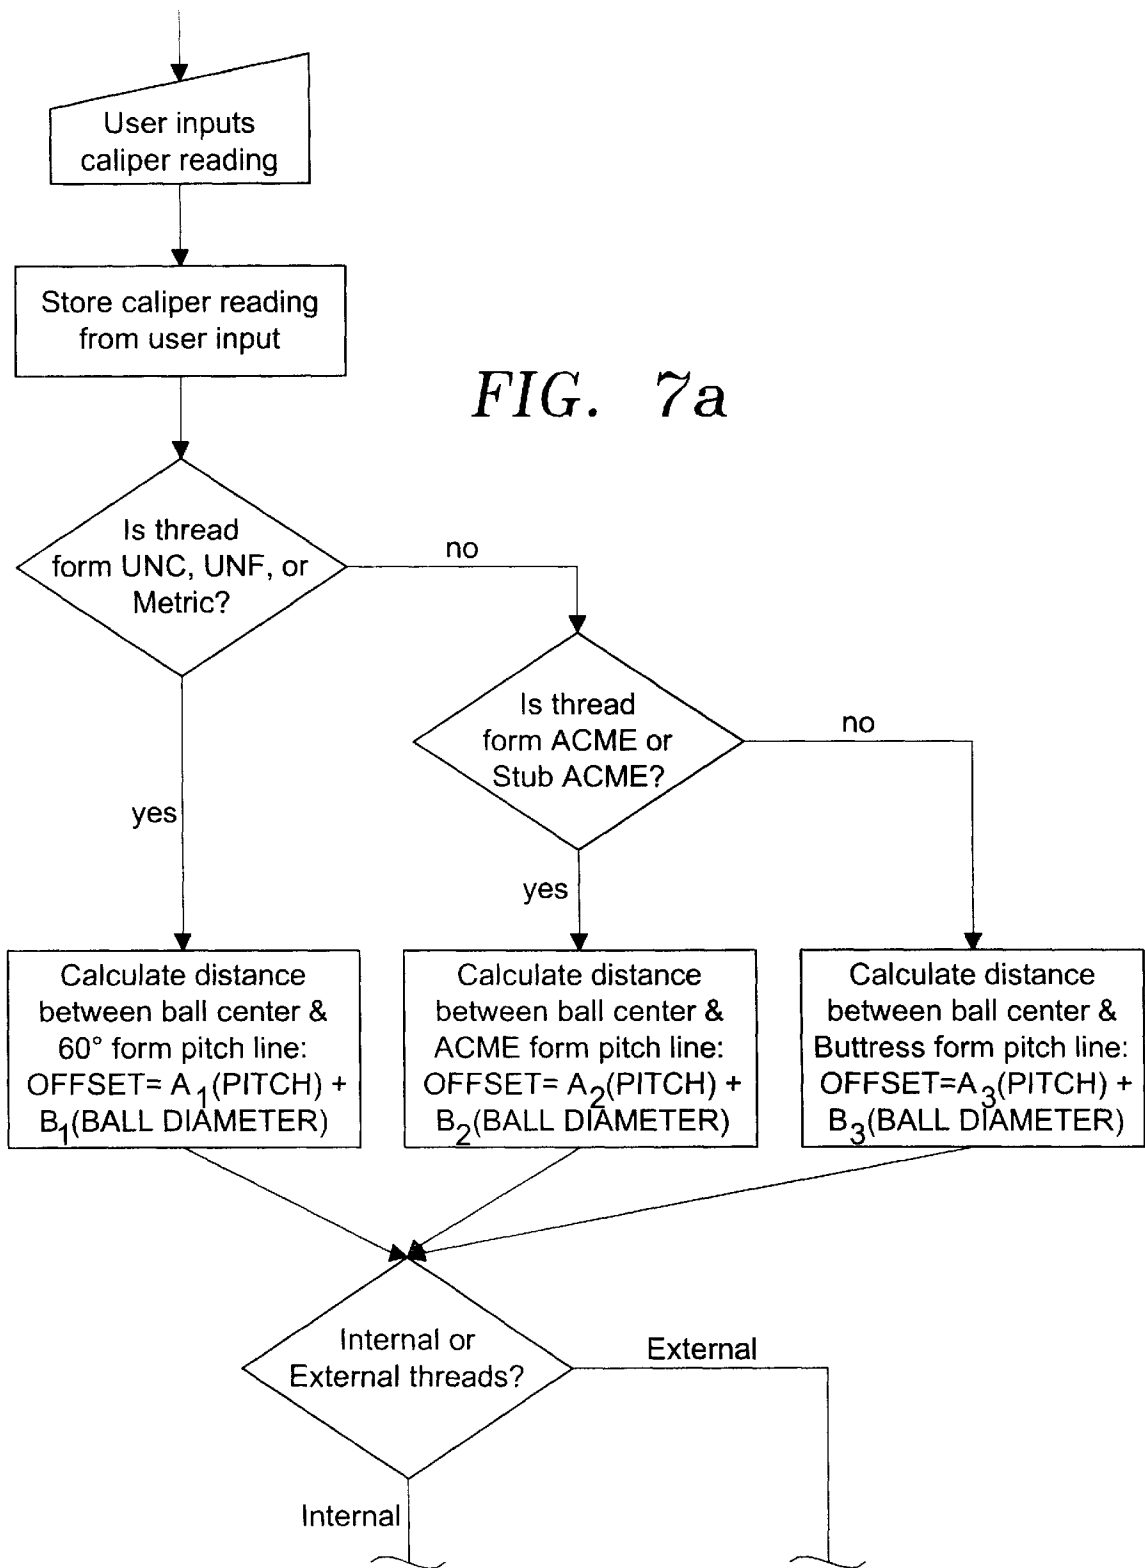 User inputs
caliper reading
Store caliper reading
from user input
FIG. 7a
Is thread
form UNC, UNF, or
Metric?
no
Is thread
form ACME or
Stub ACME?
no
yes
yes
Calculate distance
between ball center &
60° form pitch line:
OFFSET= A₁(PITCH) +
B₁(BALL DIAMETER)
Calculate distance
between ball center &
ACME form pitch line:
OFFSET= A₂(PITCH) +
B₂(BALL DIAMETER)
Calculate distance
between ball center &
Buttress form pitch line:
OFFSET=A₃(PITCH) +
B₃(BALL DIAMETER)
Internal or
External threads?
External
Internal